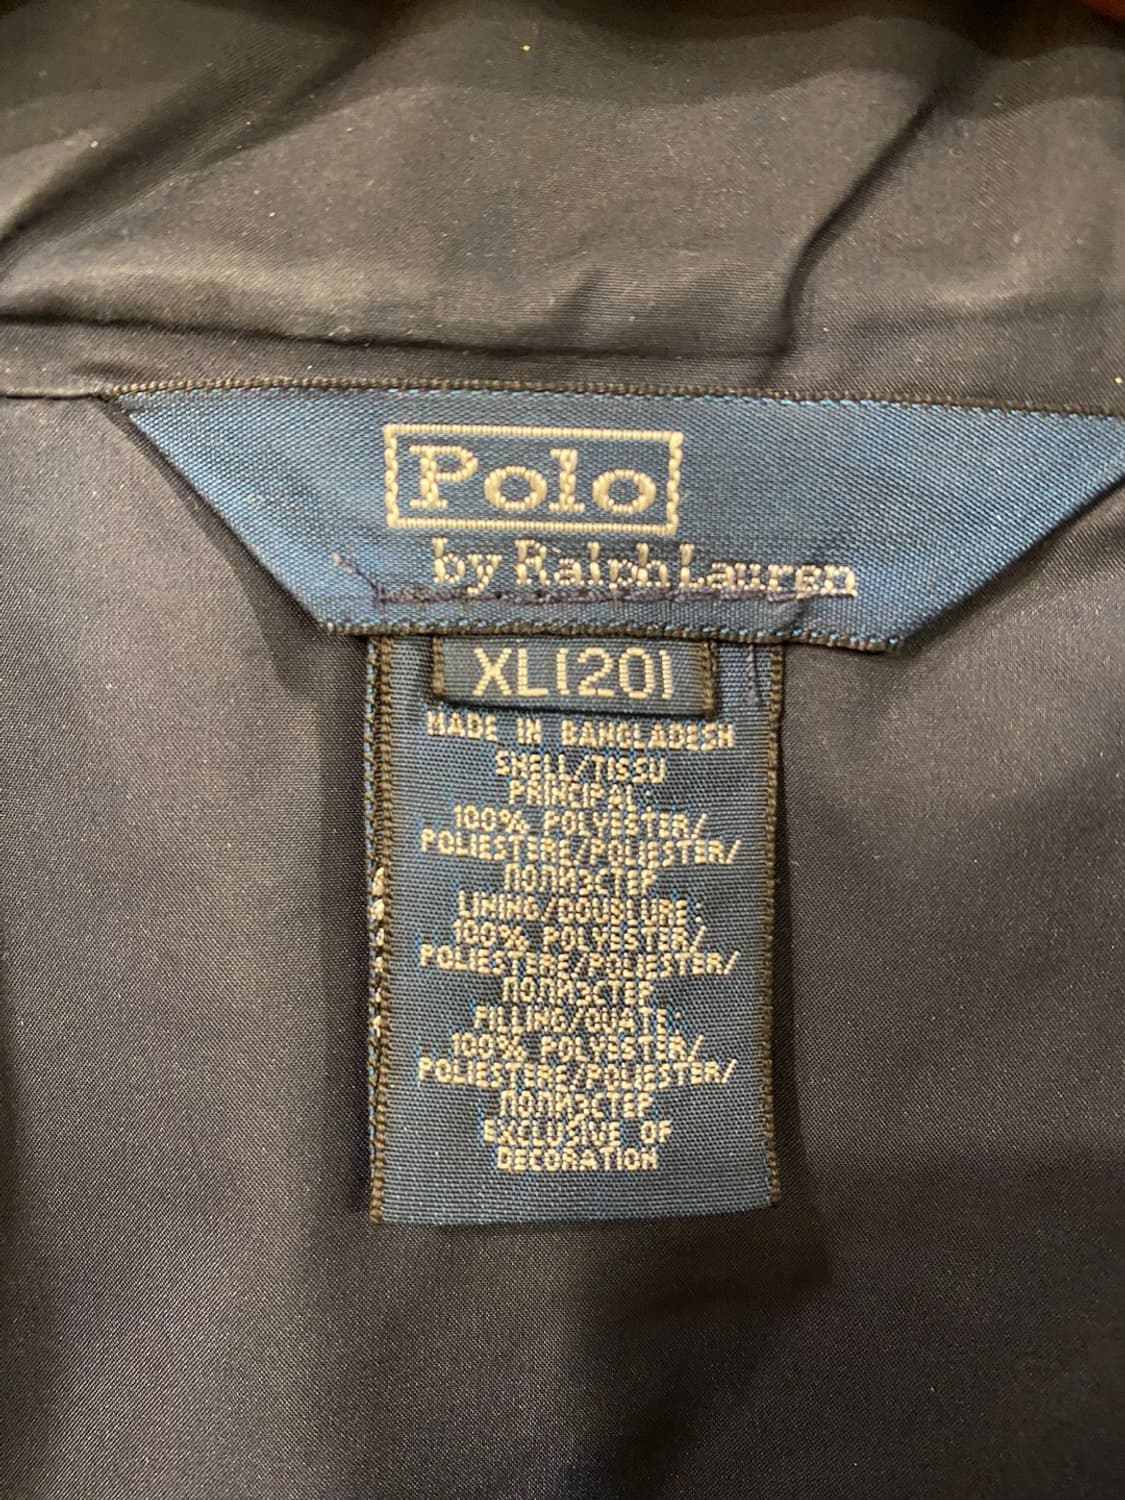 Polo
by Ralph Lauren
XL(20)
MADE IN BANGLADESH
SHELL/TISSU
PRINCIPAL:
100% POLYESTER/
POLIESTERE/POLIESTER/
ПОЛИЭСТЕР
LINING/DOUBLURE:
100% POLYESTER/
POLIESTERE/POLIESTER/
ПОЛИЭСТЕР
FILLING/OUATE:
100% POLYESTER/
POLIESTERE/POLIESTER/
ПОЛИЭСТЕР
EXCLUSIVE OF
DECORATION